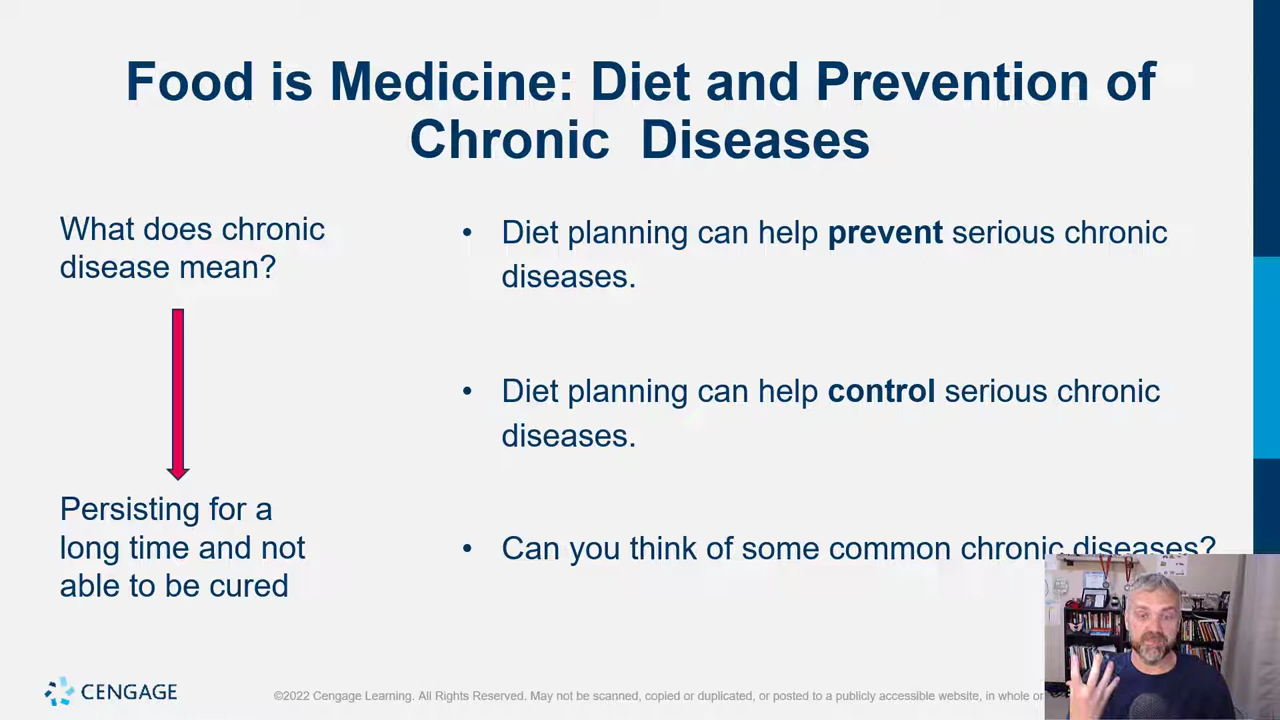 Food is Medicine: Diet and Prevention of
Chronic Diseases
What does chronic
disease mean?
Persisting for a
long time and not
able to be cured
• Diet planning can help prevent serious chronic
diseases.
• Diet planning can help control serious chronic
diseases.
• Can you think of some common chronic diseases?
CENGAGE
©2022 Cengage Learning. All Rights Reserved. May not be scanned, copied or duplicated, or posted to a publicly accessible website, in whole or